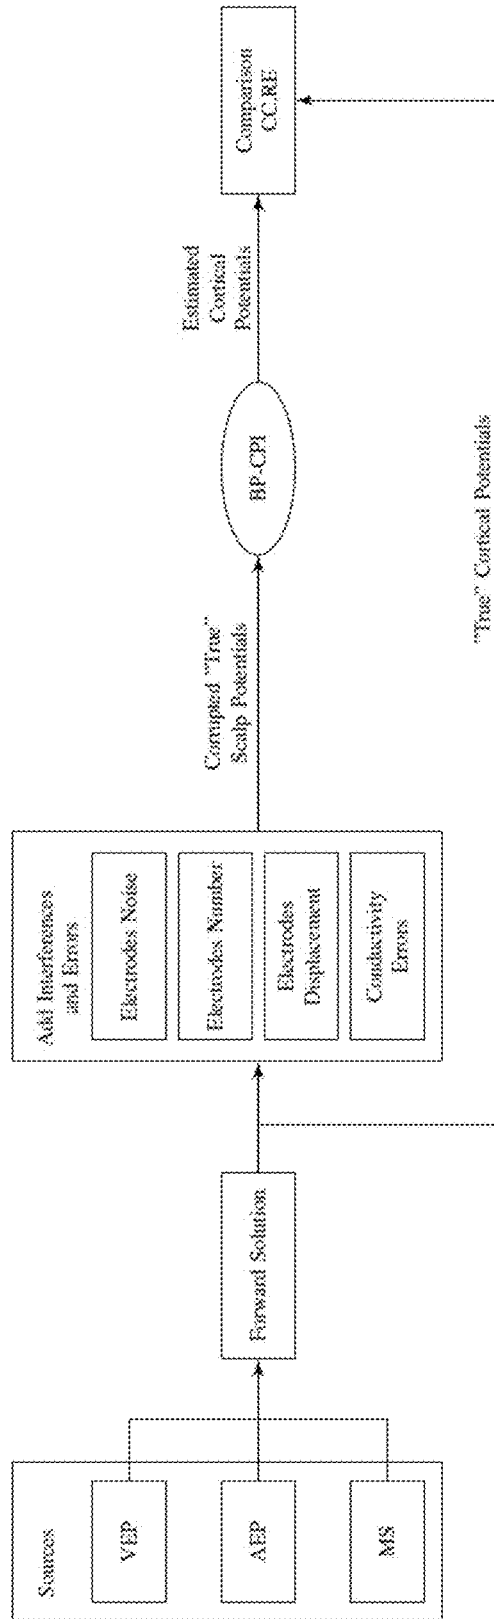 Sources
VEP
AEP
MS
Forward Solution
Add Interferences
and Errors
Electrodes Noise
Electrodes Number
Electrodes
Displacement
Conductivity
Errors
Corrupted "True"
Scalp Potentials
BP-CPI
Estimated
Cortical
Potentials
Comparison
CC,RE
"True" Cortical Potentials